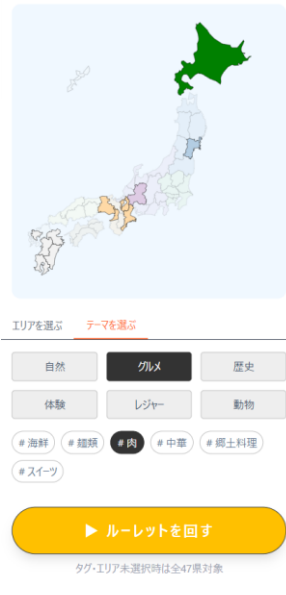 エリアを選ぶ テーマを選ぶ
自然 グルメ 歴史
体験 レジャー 動物
# 海鮮 # 麺類 # 肉 # 中華 # 郷土料理
# スイーツ
▶ ルーレットを回す
タグ・エリア未選択時は全47県対象